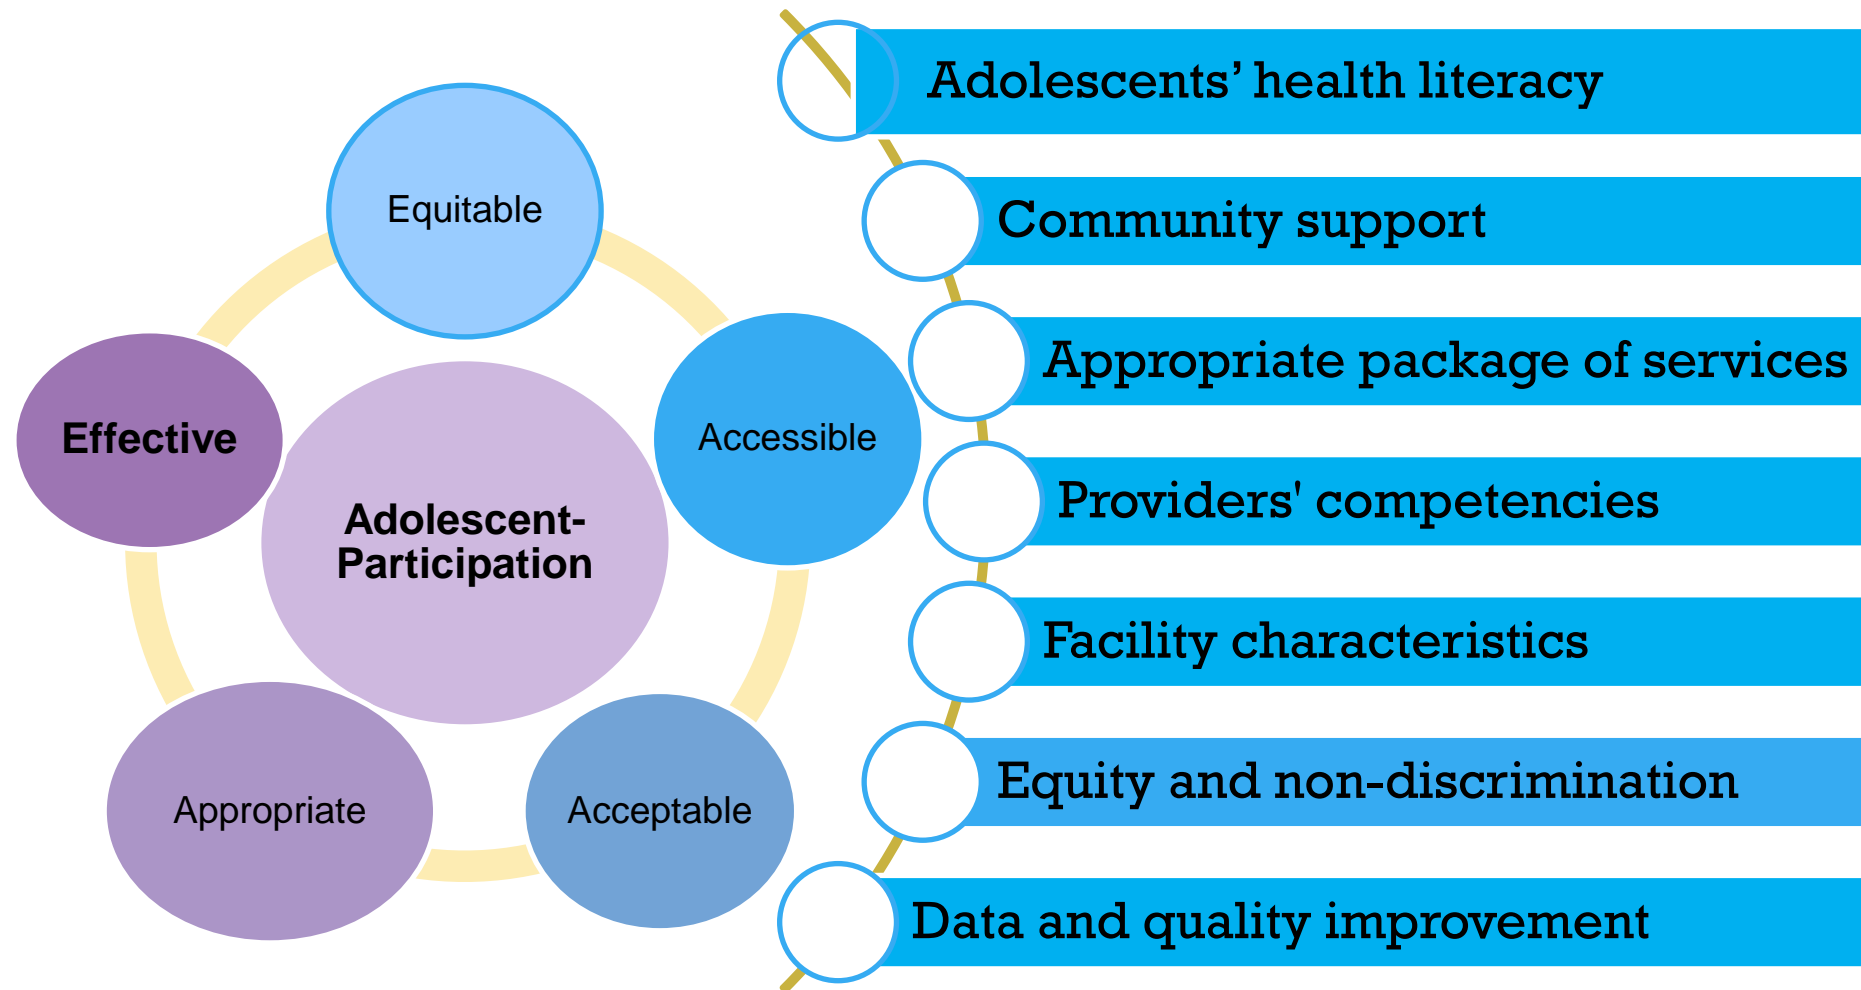 Equitable
Accessible
Acceptable
Appropriate
Effective
Adolescent-
Participation
Adolescents’ health literacy
Community support
Appropriate package of services
Providers' competencies
Facility characteristics
Equity and non-discrimination
Data and quality improvement